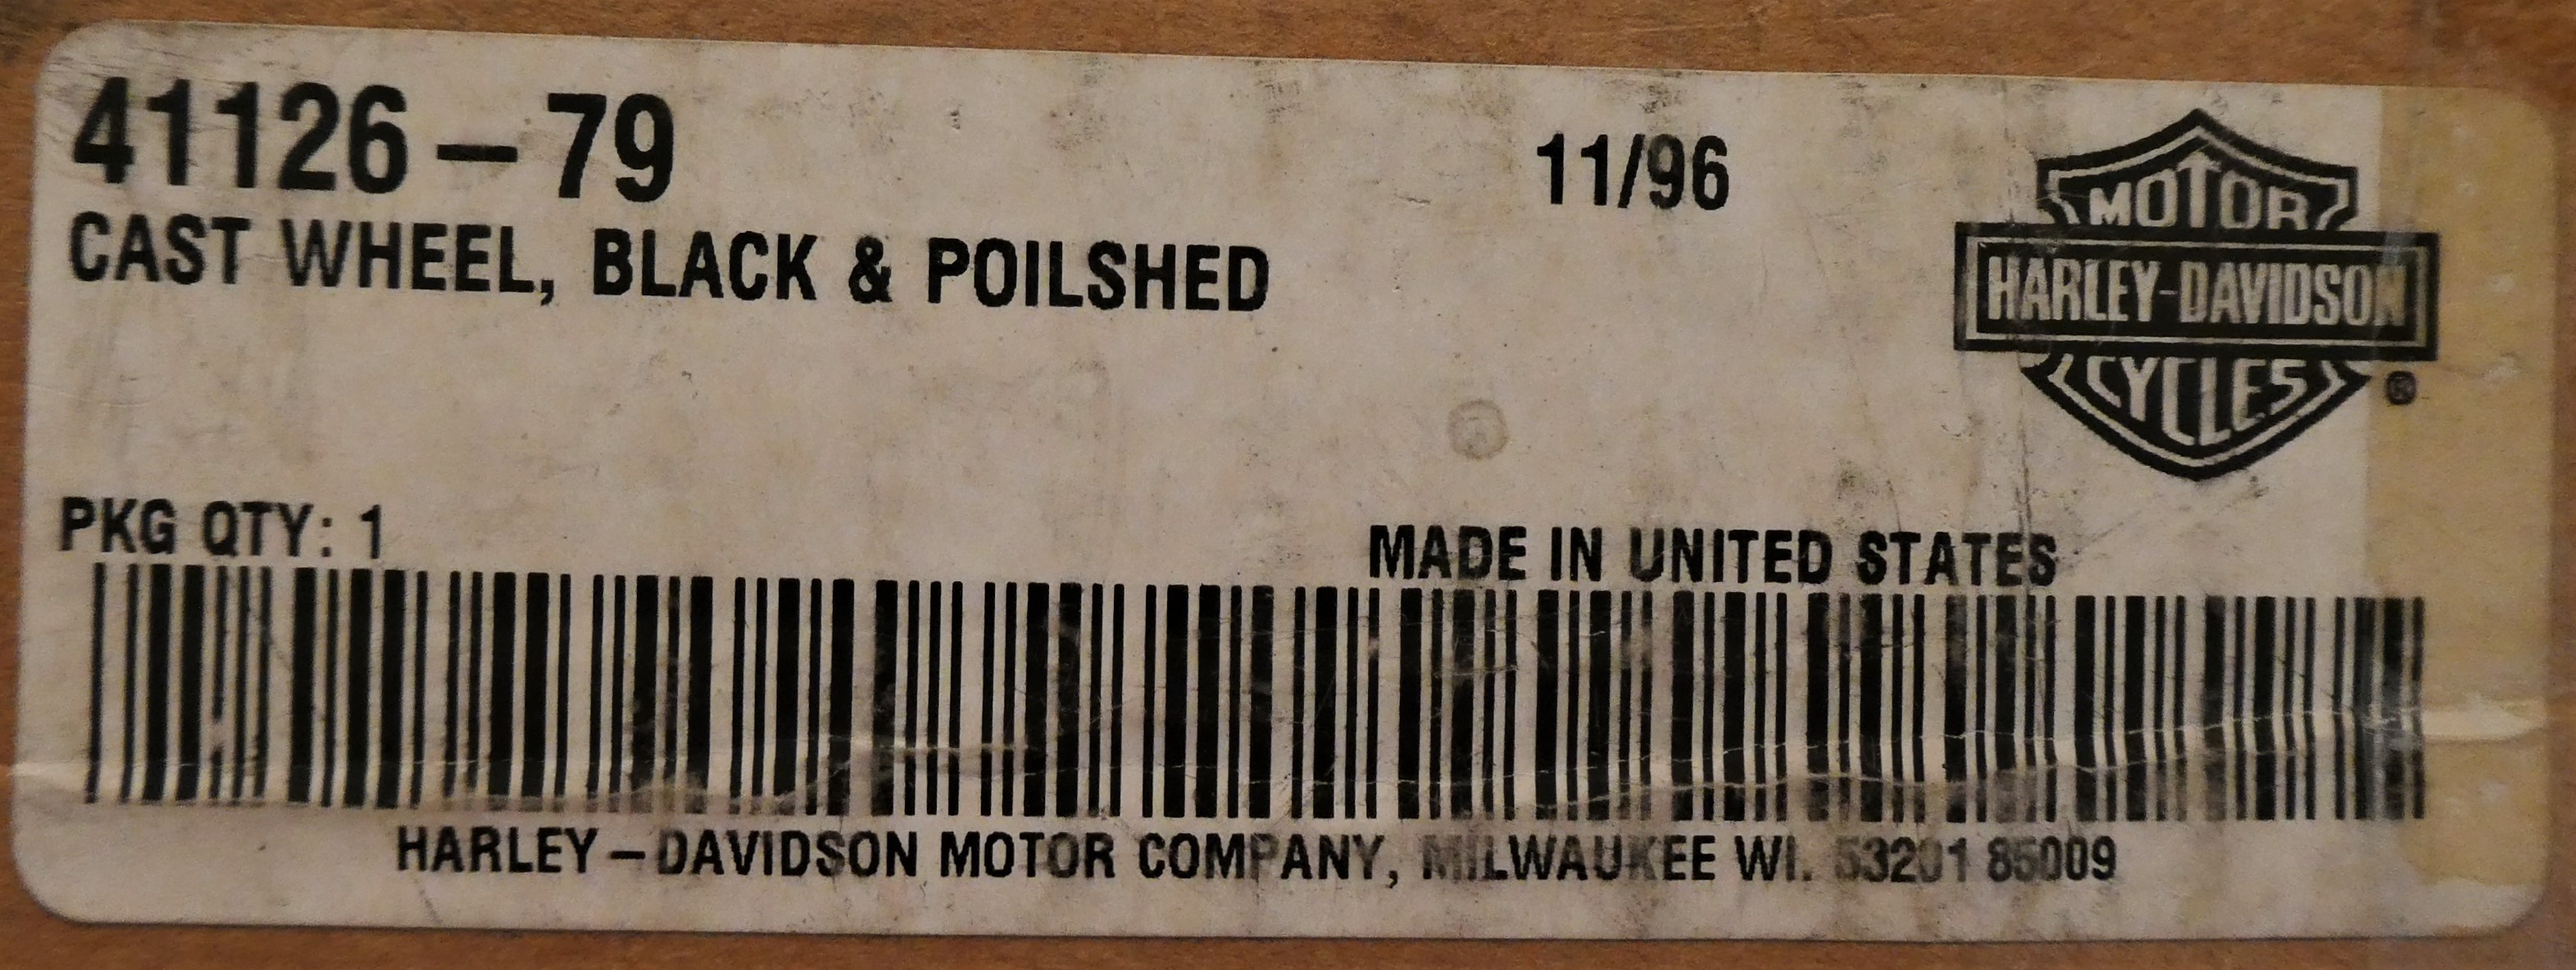 41126-79
11/96
CAST WHEEL, BLACK & POILSHED
MOTOR
HARLEY-DAVIDSON
CYCLES
®
PKG QTY: 1
MADE IN UNITED STATES
HARLEY-DAVIDSON MOTOR COMPANY, MILWAUKEE WI. 53201 85009